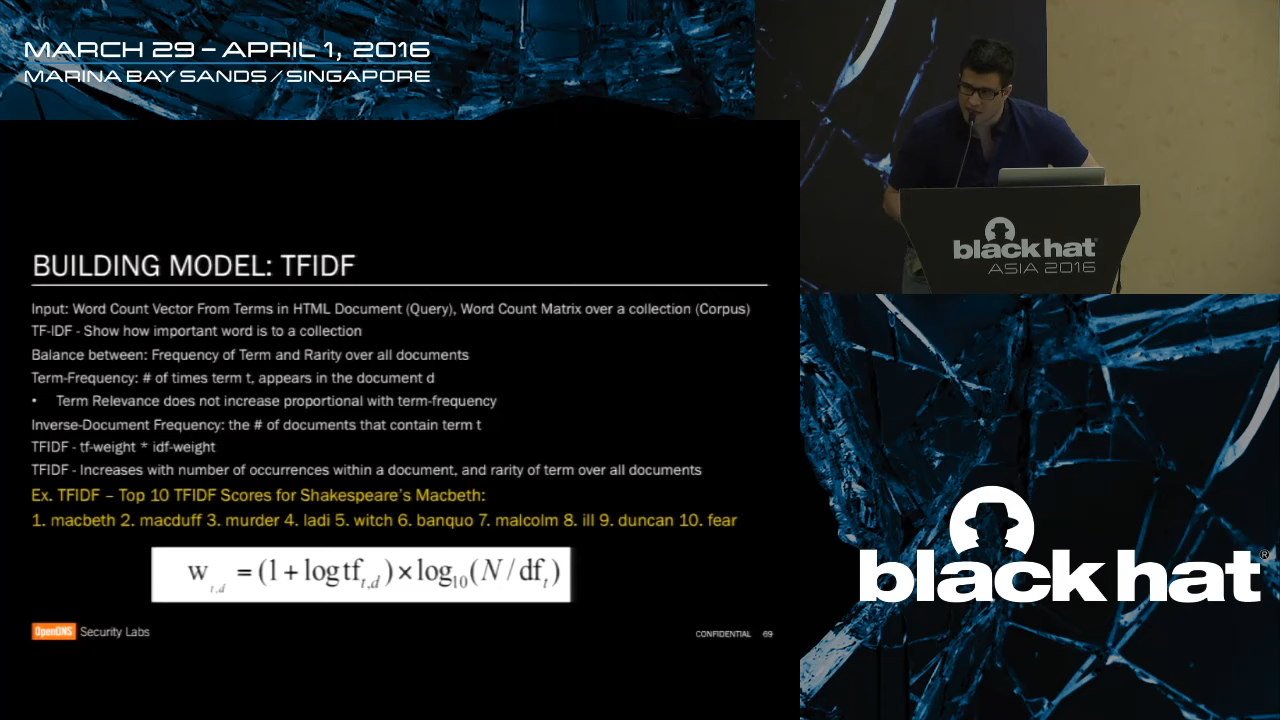 MARCH 29 – APRIL 1, 2016
MARINA BAY SANDS / SINGAPORE
black hat®
ASIA 2016
BUILDING MODEL: TFIDF
Input: Word Count Vector From Terms in HTML Document (Query), Word Count Matrix over a collection (Corpus)
TF-IDF - Show how important word is to a collection
Balance between: Frequency of Term and Rarity over all documents
Term-Frequency: # of times term t, appears in the document d
• Term Relevance does not increase proportional with term-frequency
Inverse-Document Frequency: the # of documents that contain term t
TFIDF - tf-weight * idf-weight
TFIDF - Increases with number of occurrences within a document, and rarity of term over all documents
Ex. TFIDF – Top 10 TFIDF Scores for Shakespeare's Macbeth:
1. macbeth 2. macduff 3. murder 4. ladi 5. witch 6. banquo 7. malcolm 8. ill 9. duncan 10. fear
w t,d = (1 + log tf t,d) × log10 (N / df t)
OpenDNS Security Labs
CONFIDENTIAL 69
black hat®